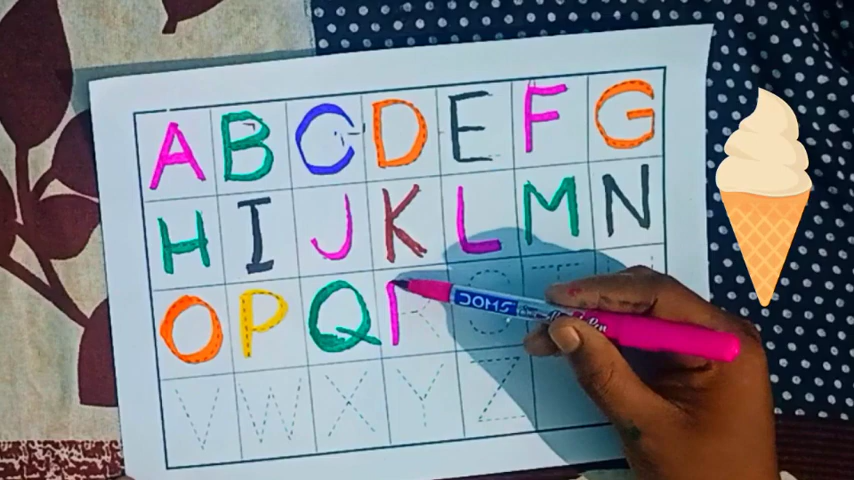 A B C D E F G
H I J K L M N
O P Q R S T
V W X Y Z
DOMS